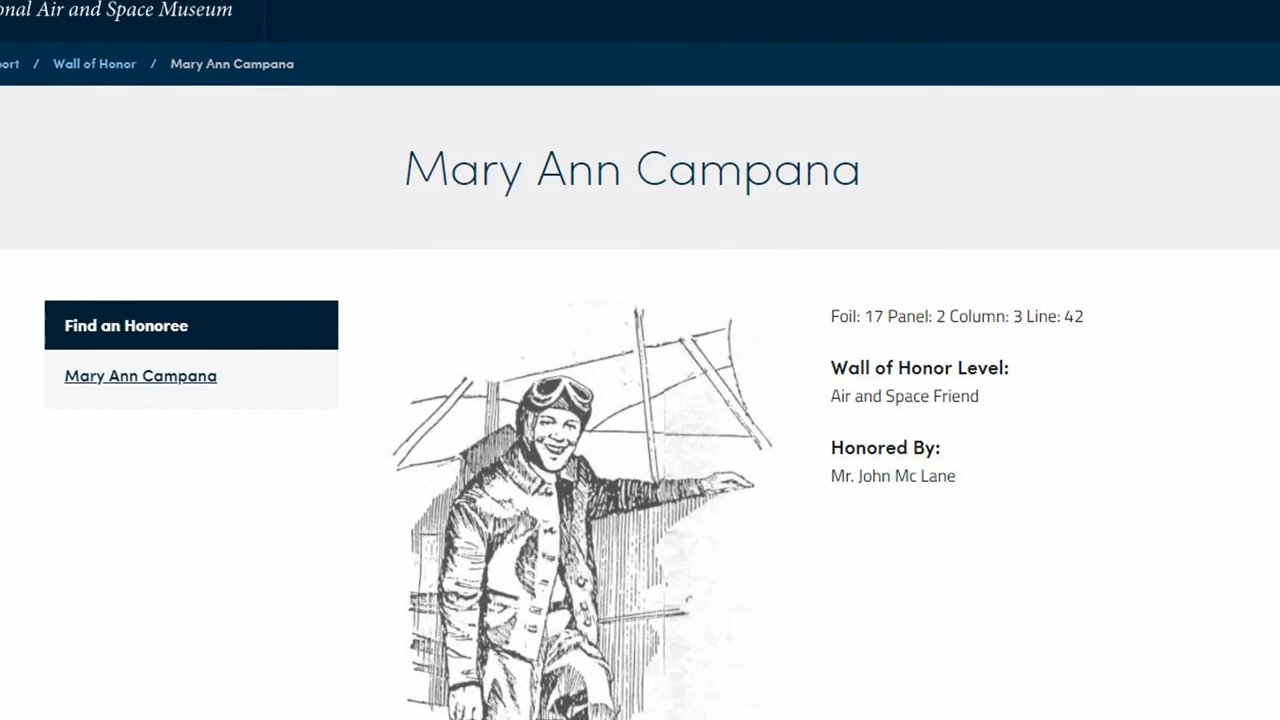 Air and Space Museum
/ Wall of Honor / Mary Ann Campana
Mary Ann Campana
Find an Honoree
Mary Ann Campana
Foil: 17 Panel: 2 Column: 3 Line: 42
Wall of Honor Level:
Air and Space Friend
Honored By:
Mr. John Mc Lane